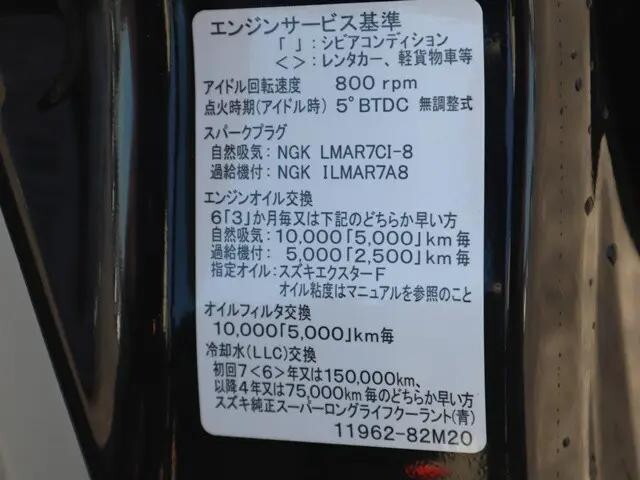 エンジンサービス基準
「 」：シビアコンディション
＜＞：レンタカー、軽貨物車等
アイドル回転速度 800 rpm
点火時期(アイドル時) 5°BTDC 無調整式
スパークプラグ
自然吸気：NGK LMAR7CI-8
過給機付：NGK ILMAR7A8
エンジンオイル交換
6「3」か月毎又は下記のどちらか早い方
自然吸気：10,000「5,000」km毎
過給機付： 5,000「2,500」km毎
指定オイル：スズキエクスターF
オイル粘度はマニュアルを参照のこと
オイルフィルタ交換
10,000「5,000」km毎
冷却水(LLC)交換
初回7＜6＞年又は150,000km、
以降4年又は75,000km毎のどちらか早い方
スズキ純正スーパーロングライフクーラント(青)
11962-82M20